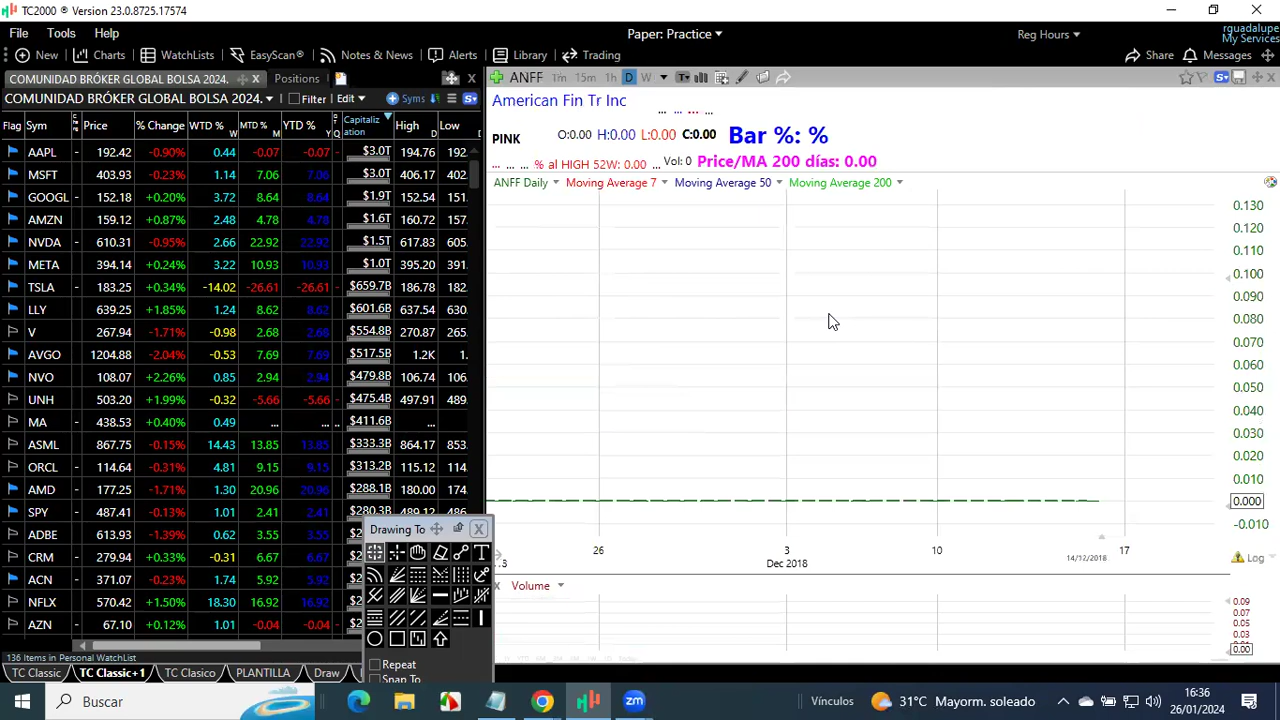 TC2000 ® Version 23.0.8725.17574
File Tools Help Paper: Practice Reg Hours rguadalupe
My Services
New Charts WatchLists EasyScan® Notes & News Alerts Library Trading Share Messages
COMUNIDAD BRÓKER GLOBAL BOLSA 2024. Positions
COMUNIDAD BRÓKER GLOBAL BOLSA 2024. Filter Edit Syms
Flag Sym Price % Change WTD % W MTD % M YTD % Y Capitalización High D Low D
AAPL - 192.42 -0.90% 0.44 -0.07 -0.07 $3.0T 194.76 192.
MSFT 403.93 -0.23% 1.14 7.06 7.06 $3.0T 406.17 402.
GOOGL - 152.18 +0.20% 3.72 8.64 8.64 $1.9T 152.54 151.
AMZN 159.12 +0.87% 2.48 4.78 4.78 $1.6T 160.72 157.
NVDA - 610.31 -0.95% 2.66 22.92 22.92 $1.5T 617.83 605.
META 394.14 +0.24% 3.22 10.93 10.93 $1.0T 395.20 391.
TSLA - 183.25 +0.34% -14.02 -26.61 -26.61 $659.7B 186.78 182.
LLY 639.25 +1.85% 1.24 8.62 8.62 $601.6B 637.54 630.
V - 267.94 -1.71% -0.98 2.68 2.68 $554.8B 270.87 265.
AVGO 1204.88 -2.04% -0.53 7.69 7.69 $517.5B 1.2K 1.
NVO - 108.07 +2.26% 0.85 2.94 2.94 $479.8B 106.74 106.
UNH 503.20 +1.99% -0.32 -5.66 -5.66 $475.4B 497.91 489.
MA - 438.53 +0.40% 0.49 ... ... $411.6B ...
ASML 867.75 -0.15% 14.43 13.85 13.85 $333.3B 864.17 857.
ORCL - 114.64 -0.31% 4.81 9.15 9.15 $313.2B 115.12 114.
AMD - 177.25 -1.71% 1.30 20.96 20.96 $288.1B 180.00 174.
SPY - 487.41 -0.13% 1.01 2.41 2.41 $280.3B 489.12 486.
ADBE 613.93 -1.39% 0.62 3.55 3.55
CRM - 279.94 +0.33% -0.31 6.67 6.67
ACN 371.07 -0.23% 1.74 5.92 5.92
NFLX - 570.42 +1.50% 18.30 16.92 16.92
AZN 67.10 +0.12% 1.01 -0.04 -0.04
136 Items in Personal WatchList
TC Classic TC Classic+1 TC Clasico PLANTILLA Draw
Drawing To
Repeat
Snap To
ANFF 1m 15m 1h D W
American Fin Tr Inc
... ... ... ...
PINK O:0.00 H:0.00 L:0.00 C:0.00 Bar %: %
... ... ... % al HIGH 52W: 0.00 ... Vol: 0 Price/MA 200 días: 0.00
ANFF Daily Moving Average 7 Moving Average 50 Moving Average 200
0.130
0.120
0.110
0.100
0.090
0.080
0.070
0.060
0.050
0.040
0.030
0.020
0.010
0.000
-0.010
26 3 10 17
Dec 2018 14/12/2018 Log
Volume
0.09
0.07
0.05
0.03
0.00
Buscar Vínculos 31°C Mayorm. soleado 16:36
26/01/2024